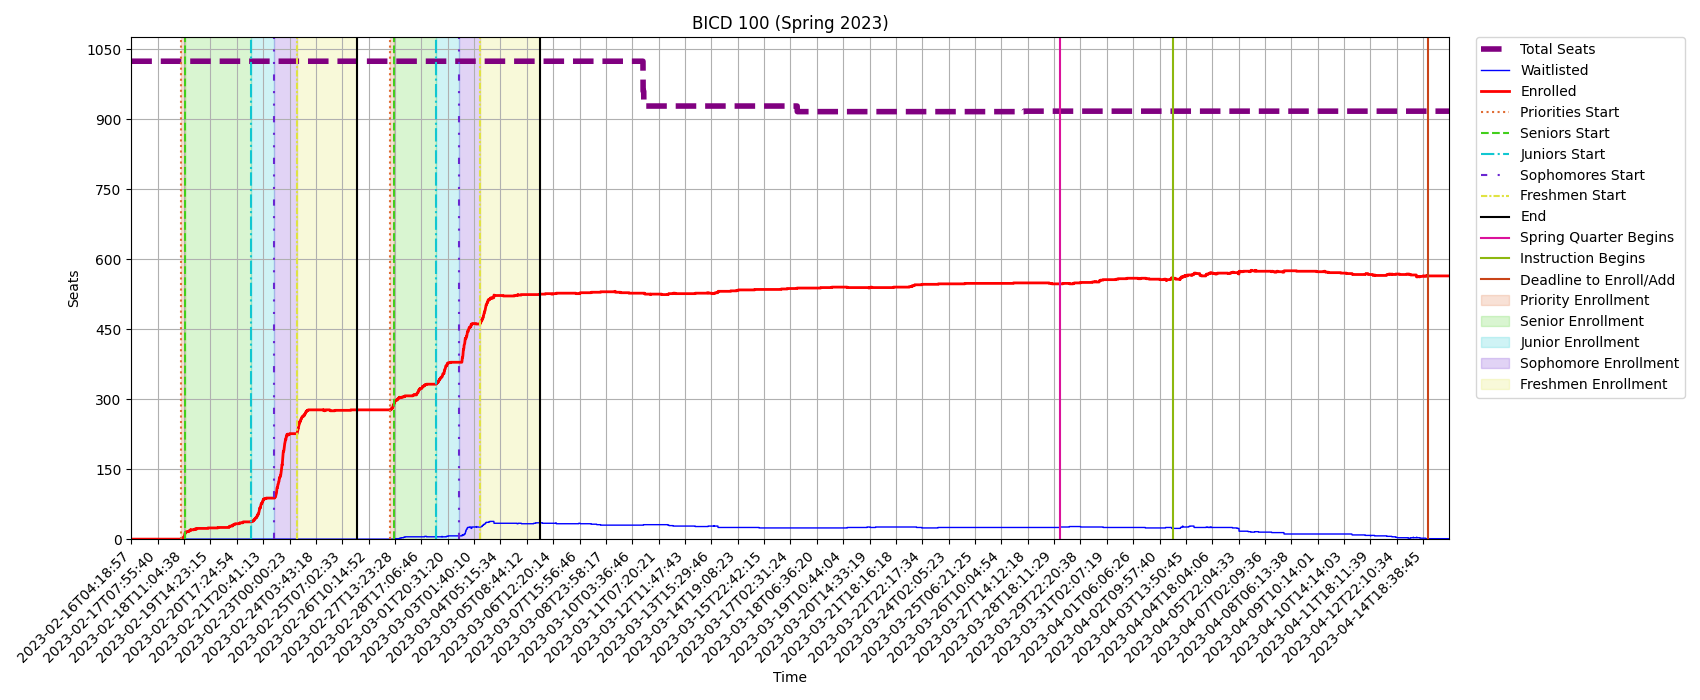 BICD 100 (Spring 2023)
Seats
1050
900
750
600
450
300
150
0
2023-02-16T04:18:57
2023-02-17T07:55:40
2023-02-18T11:04:38
2023-02-19T14:23:15
2023-02-20T17:24:54
2023-02-21T20:41:13
2023-02-23T00:00:23
2023-02-24T03:43:18
2023-02-25T07:02:33
2023-02-26T10:14:52
2023-02-27T13:23:28
2023-02-28T17:06:46
2023-03-01T20:31:20
2023-03-03T01:40:10
2023-03-04T05:15:34
2023-03-05T08:44:12
2023-03-06T12:20:14
2023-03-07T15:56:46
2023-03-08T23:58:17
2023-03-10T03:36:46
2023-03-11T07:20:21
2023-03-12T11:47:43
2023-03-13T15:29:46
2023-03-14T19:08:23
2023-03-15T22:42:15
2023-03-17T02:31:24
2023-03-18T06:36:20
2023-03-19T10:44:04
2023-03-20T14:33:19
2023-03-21T18:16:18
2023-03-22T22:17:34
2023-03-24T02:05:23
2023-03-25T06:21:25
2023-03-26T10:04:54
2023-03-27T14:12:18
2023-03-28T18:11:29
2023-03-29T22:20:38
2023-03-31T02:07:19
2023-04-01T06:06:26
2023-04-02T09:57:40
2023-04-03T13:50:45
2023-04-04T18:04:06
2023-04-05T22:04:33
2023-04-07T02:09:36
2023-04-08T06:13:38
2023-04-09T10:14:01
2023-04-10T14:14:03
2023-04-11T18:11:39
2023-04-12T22:10:34
2023-04-14T18:38:45
Time
Total Seats
Waitlisted
Enrolled
Priorities Start
Seniors Start
Juniors Start
Sophomores Start
Freshmen Start
End
Spring Quarter Begins
Instruction Begins
Deadline to Enroll/Add
Priority Enrollment
Senior Enrollment
Junior Enrollment
Sophomore Enrollment
Freshmen Enrollment